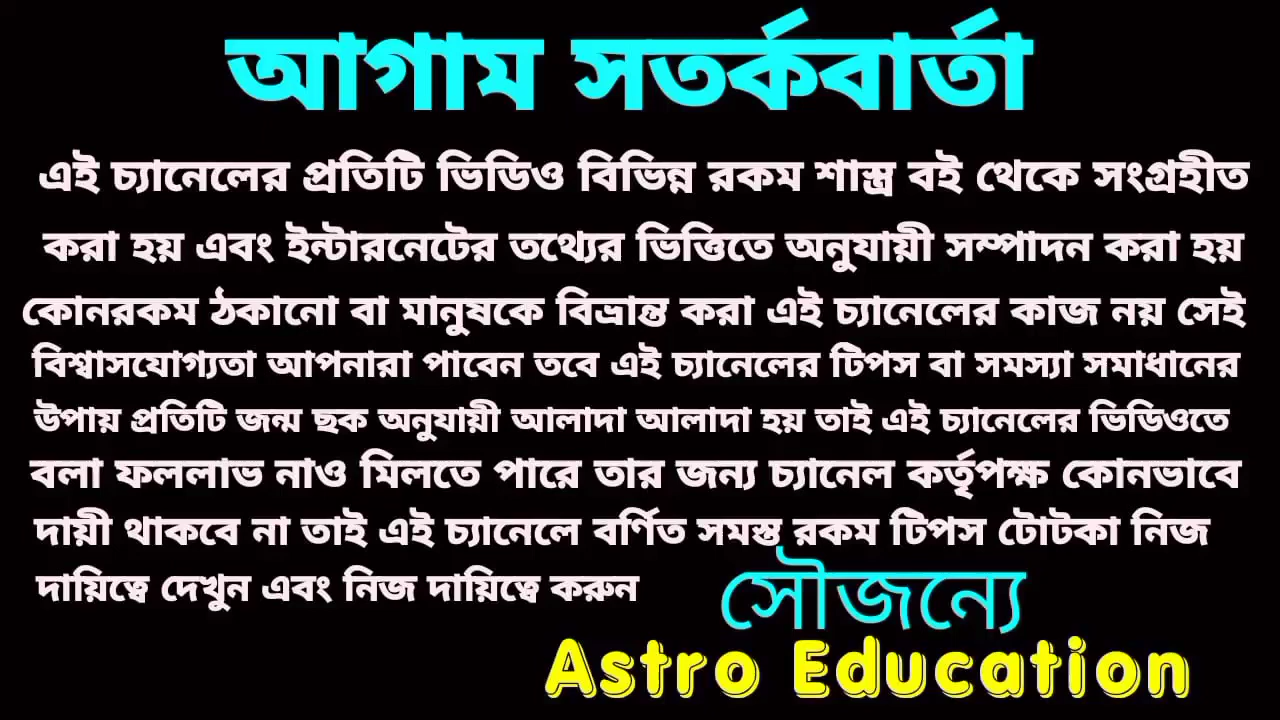 আগাম সতর্কবার্তা
এই চ্যানেলের প্রতিটি ভিডিও বিভিন্ন রকম শাস্ত্র বই থেকে সংগ্রহীত
করা হয় এবং ইন্টারনেটের তথ্যের ভিত্তিতে অনুযায়ী সম্পাদন করা হয়
কোনরকম ঠকানো বা মানুষকে বিভ্রান্ত করা এই চ্যানেলের কাজ নয় সেই
বিশ্বাসযোগ্যতা আপনারা পাবেন তবে এই চ্যানেলের টিপস বা সমস্যা সমাধানের
উপায় প্রতিটি জন্ম ছক অনুযায়ী আলাদা আলাদা হয় তাই এই চ্যানেলের ভিডিওতে
বলা ফললাভ নাও মিলতে পারে তার জন্য চ্যানেল কর্তৃপক্ষ কোনভাবে
দায়ী থাকবে না তাই এই চ্যানেলে বর্ণিত সমস্ত রকম টিপস টোটকা নিজ
দায়িত্বে দেখুন এবং নিজ দায়িত্বে করুন
সৌজন্যে
Astro Education